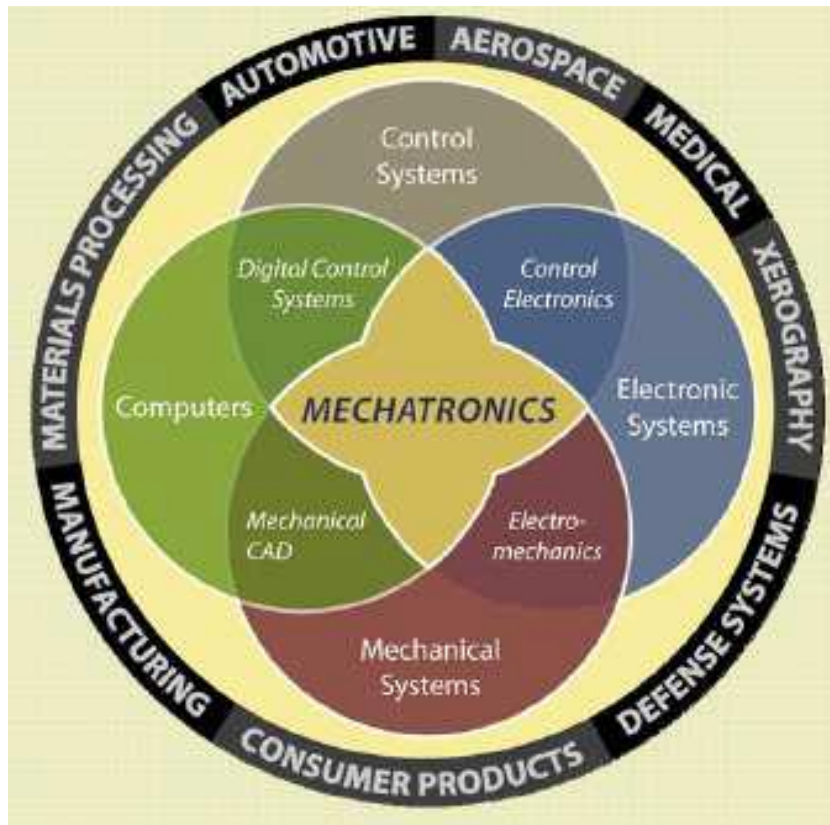 AUTOMOTIVE
AEROSPACE
MEDICAL
XEROGRAPHY
DEFENSE SYSTEMS
CONSUMER PRODUCTS
MANUFACTURING
MATERIALS PROCESSING
Control
Systems
Digital Control
Systems
Control
Electronics
Computers
MECHATRONICS
Electronic
Systems
Mechanical
CAD
Electro-
mechanics
Mechanical
Systems